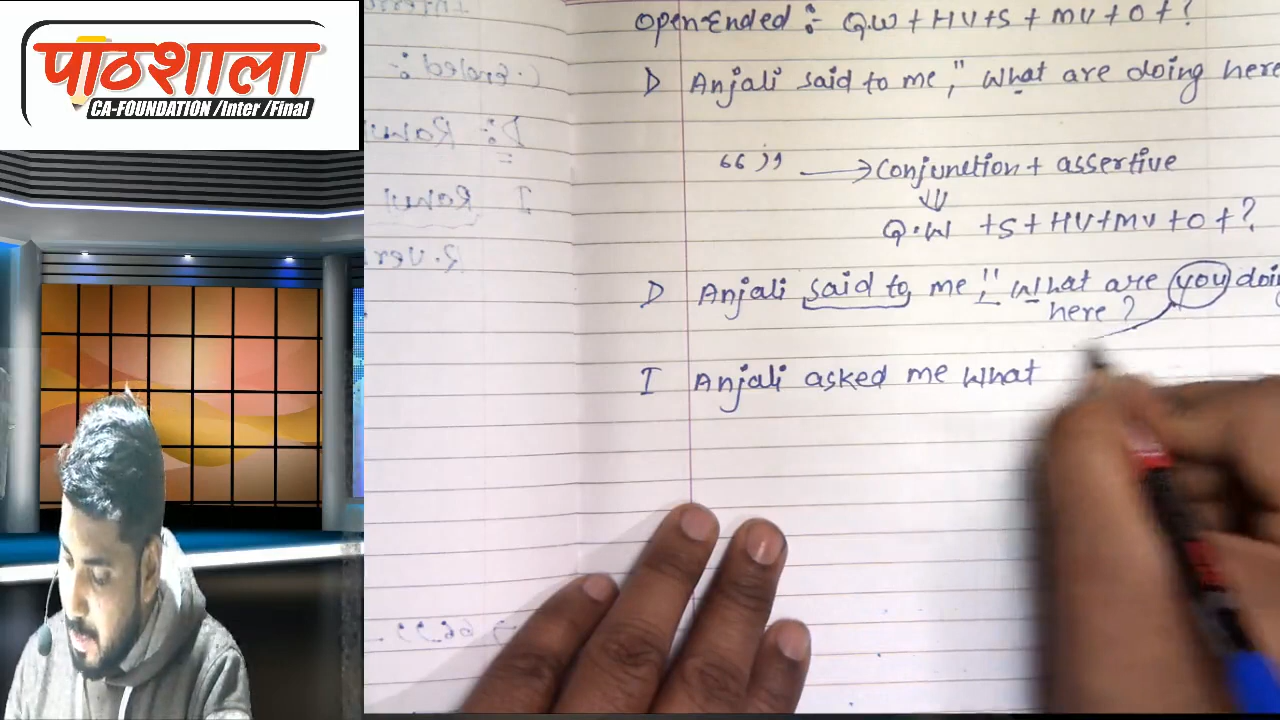 पाठशाला
CA-FOUNDATION /Inter /Final
Open-Ended :- Q.W + HV + S + MV + O + ?
D Anjali said to me, " What are doing here
“ ” → Conjunction + assertive
Q.W + S + HV + MV + O + ?
D Anjali said to me, " What are you doing
here ?
I Anjali asked me what